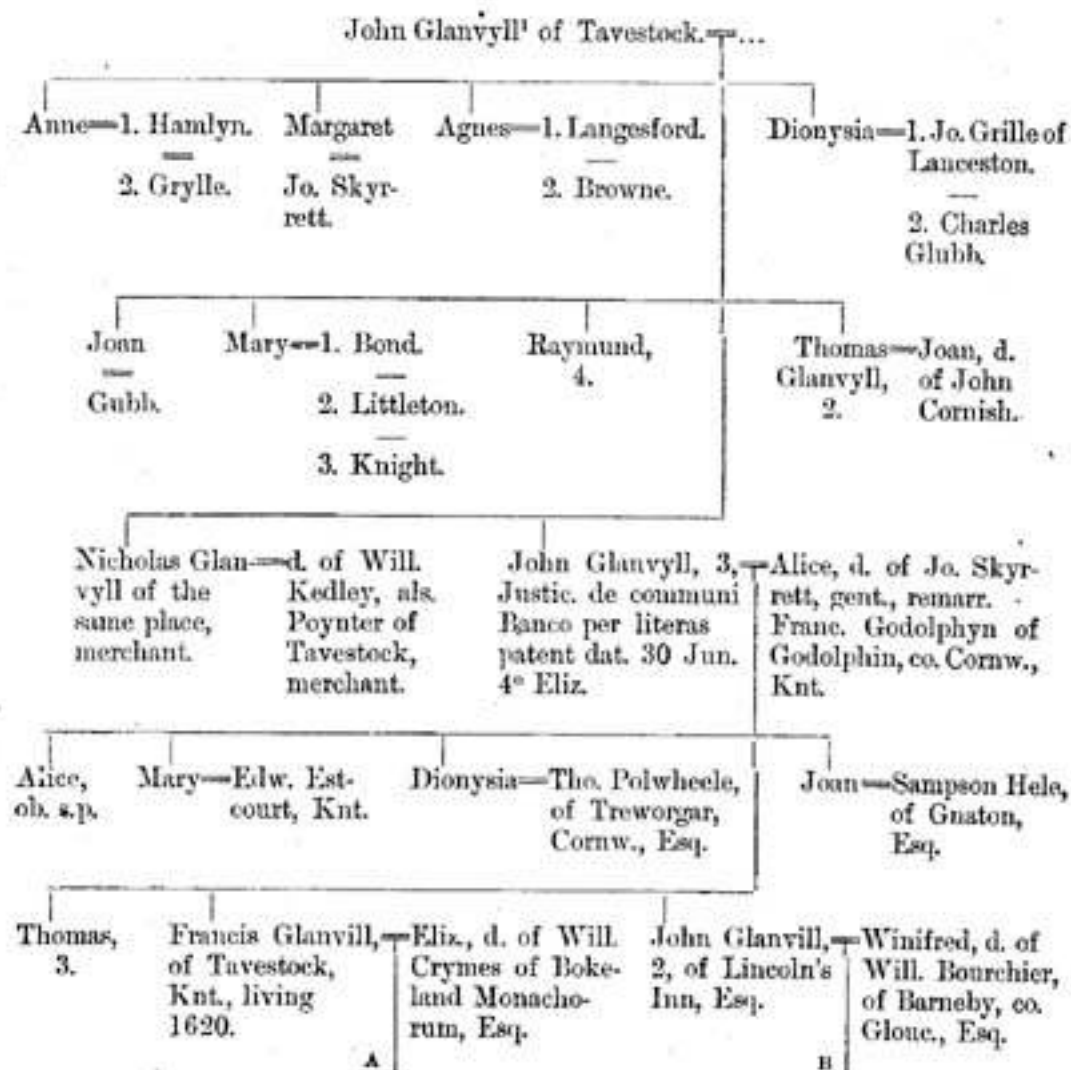 John Glanvyll¹ of Tavestock.═...
Anne═1. Hamlyn.
2. Grylle.
Margaret
Jo. Skyr-
rett.
Agnes═1. Langesford.
2. Browne.
Dionysia═1. Jo. Grille of
Lanceston.
2. Charles
Glubb.
Joan
Gubb.
Mary═1. Bond.
2. Littleton.
3. Knight.
Raymund,
4.
Thomas═Joan, d.
Glanvyll, of John
2. Cornish.
Nicholas Glan-═d. of Will.
vyll of the Kedley, als.
same place, Poynter of
merchant. Tavestock,
merchant.
John Glanvyll, 3,═Alice, d. of Jo. Skyr-
Justic. de communi rett, gent., remarr.
Banco per literas Franc. Godolphyn of
patent dat. 30 Jun. Godolphin, co. Cornw.,
4º Eliz. Knt.
Alice,
ob. s.p.
Mary═Edw. Est-
court, Knt.
Dionysia═Tho. Polwheele,
of Treworgar,
Cornw., Esq.
Joan═Sampson Hele,
of Gnaton,
Esq.
Thomas,
3.
Francis Glanvill,═Eliz., d. of Will.
of Tavestock, Crymes of Boke-
Knt., living land Monacho-
1620. rum, Esq.
A
John Glanvill,═Winifred, d. of
2, of Lincoln's Will. Bourchier,
Inn, Esq. of Barneby, co.
Glouc., Esq.
B